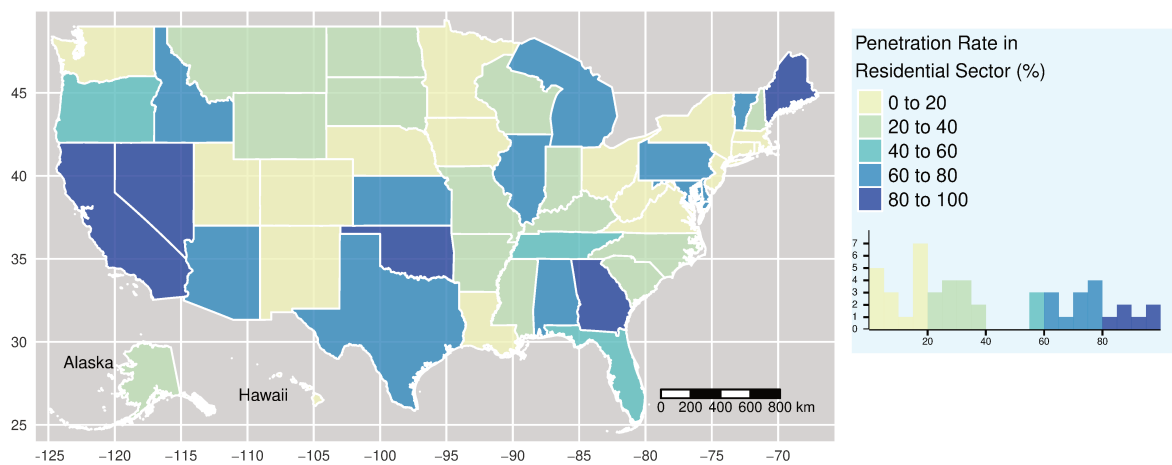 45
40
35
30
25
−125 −120 −115 −110 −105 −100 −95 −90 −85 −80 −75 −70
Alaska
Hawaii
0 200 400 600 800 km
Penetration Rate in
Residential Sector (%)
0 to 20
20 to 40
40 to 60
60 to 80
80 to 100
7
6
5
4
3
2
1
0
20 40 60 80